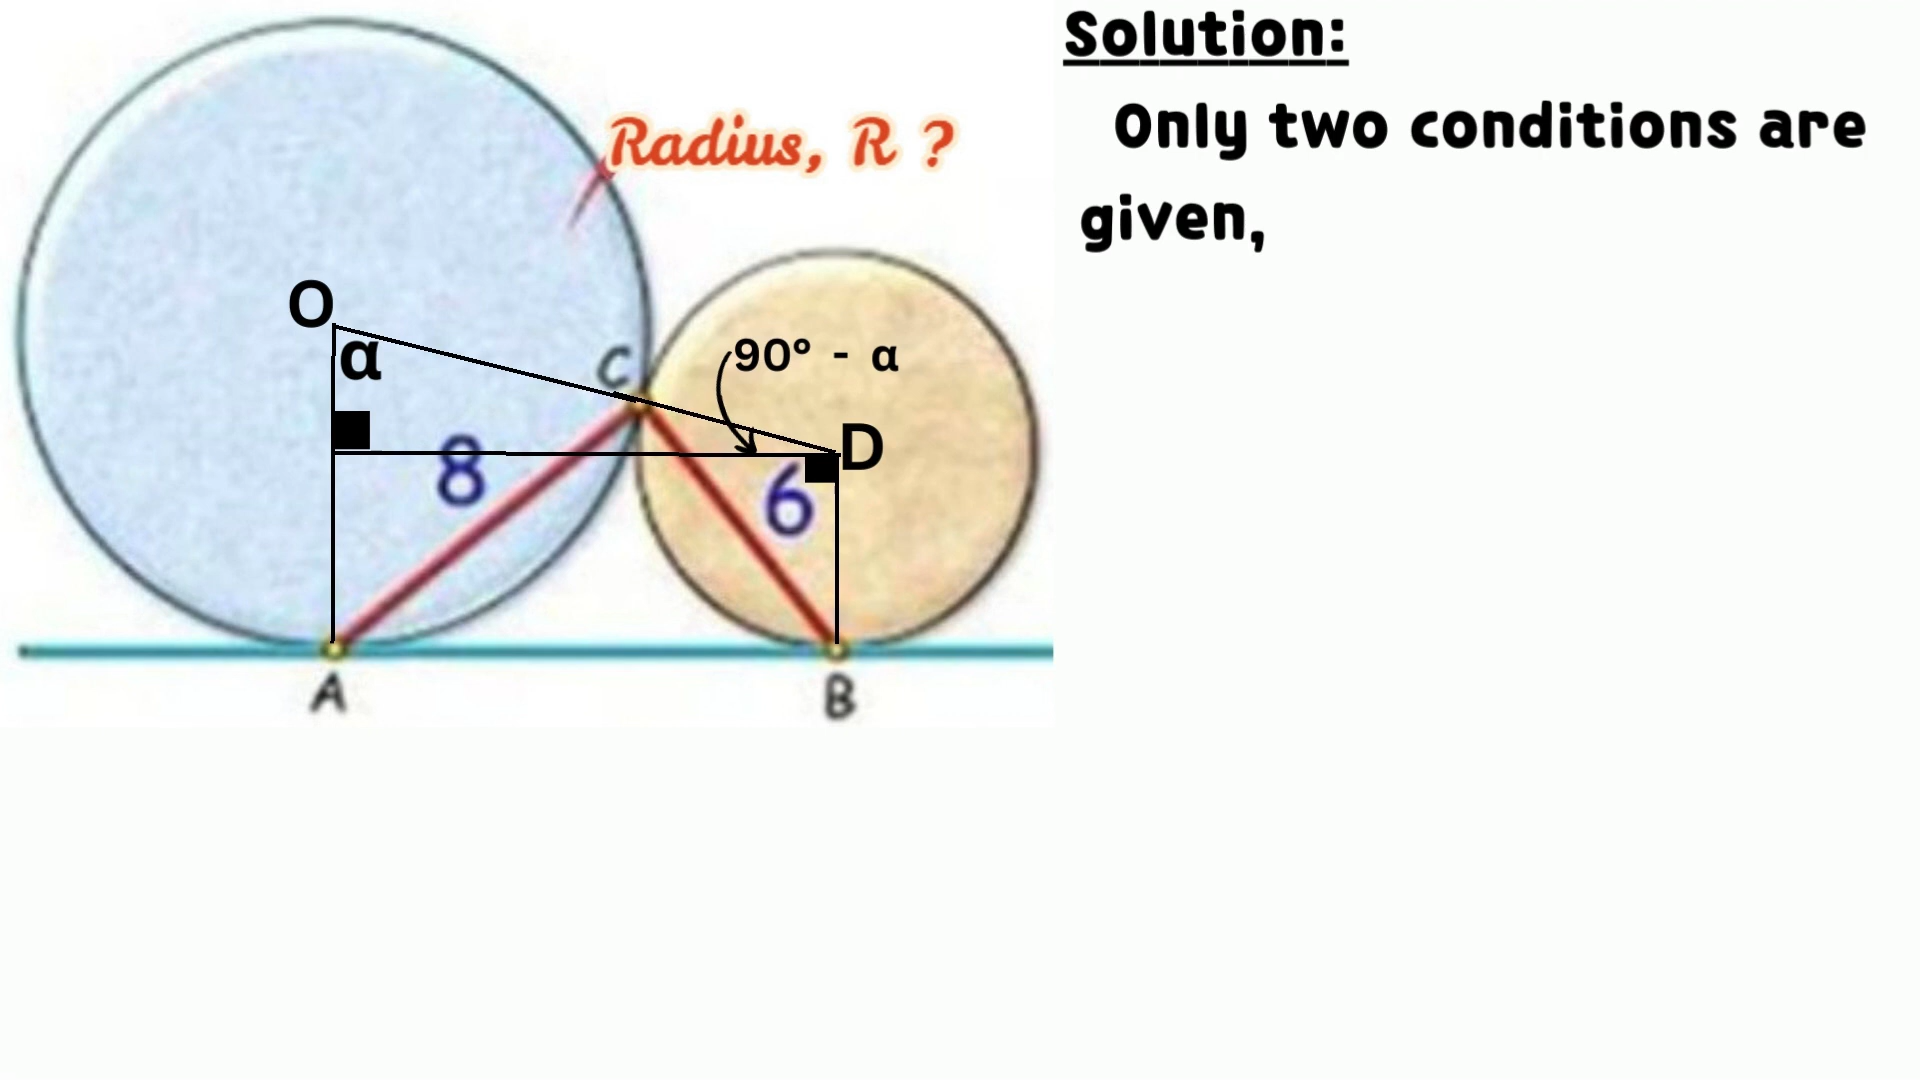 Solution:
Only two conditions are
given,
Radius, R ?
O
α
C
90° - α
D
8
6
A
B